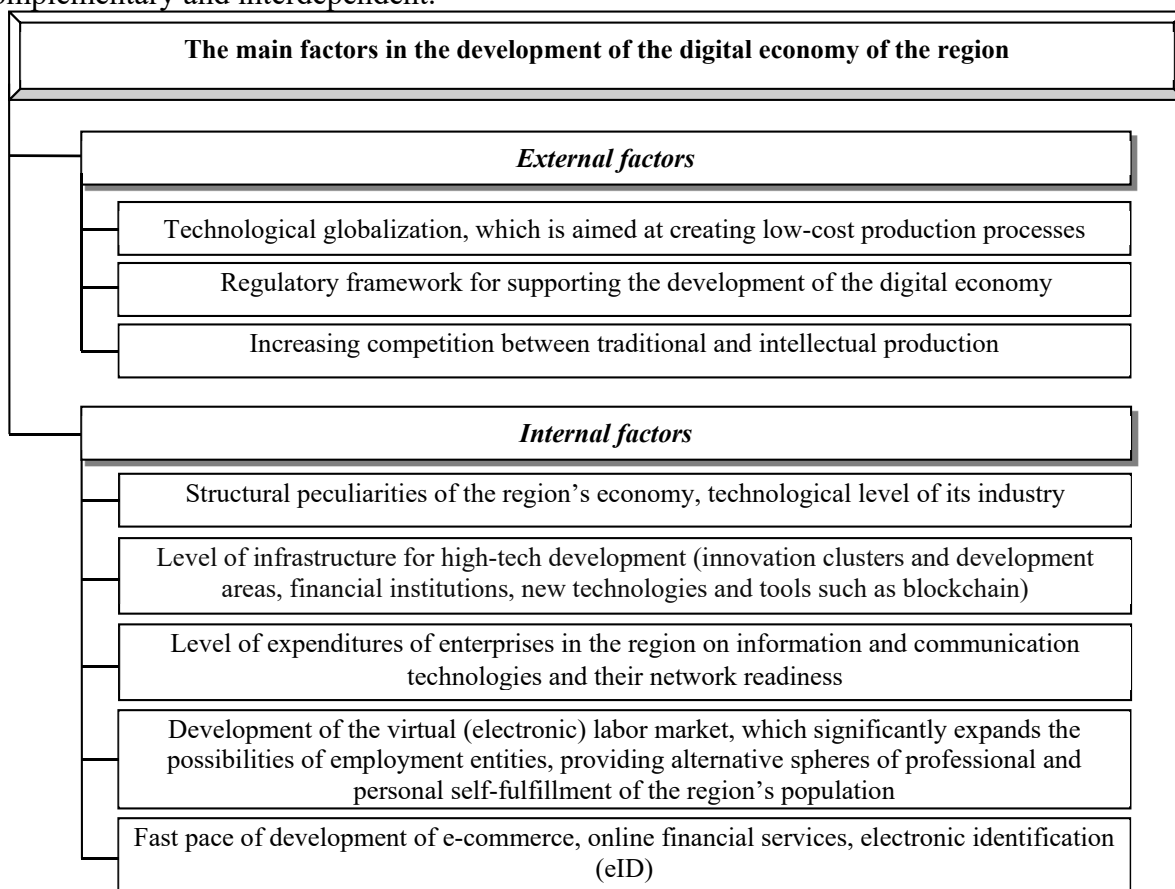 omplementary and interdependent.
The main factors in the development of the digital economy of the region
External factors
Technological globalization, which is aimed at creating low-cost production processes
Regulatory framework for supporting the development of the digital economy
Increasing competition between traditional and intellectual production
Internal factors
Structural peculiarities of the region’s economy, technological level of its industry
Level of infrastructure for high-tech development (innovation clusters and development
areas, financial institutions, new technologies and tools such as blockchain)
Level of expenditures of enterprises in the region on information and communication
technologies and their network readiness
Development of the virtual (electronic) labor market, which significantly expands the
possibilities of employment entities, providing alternative spheres of professional and
personal self-fulfillment of the region’s population
Fast pace of development of e-commerce, online financial services, electronic identification
(eID)